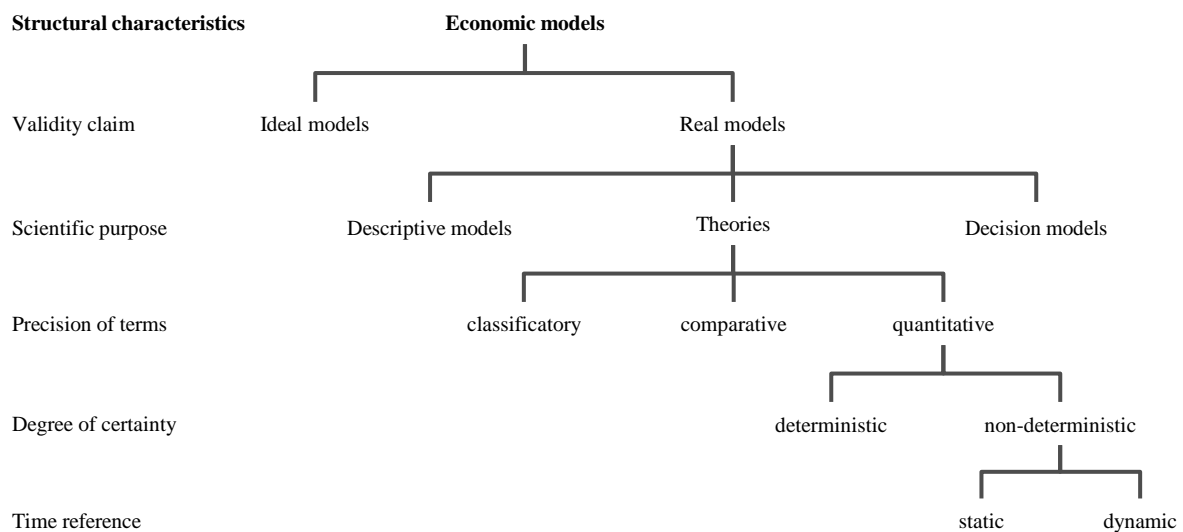 Structural characteristics Economic models
Validity claim Ideal models Real models
Scientific purpose Descriptive models Theories Decision models
Precision of terms classificatory comparative quantitative
Degree of certainty deterministic non-deterministic
Time reference static dynamic